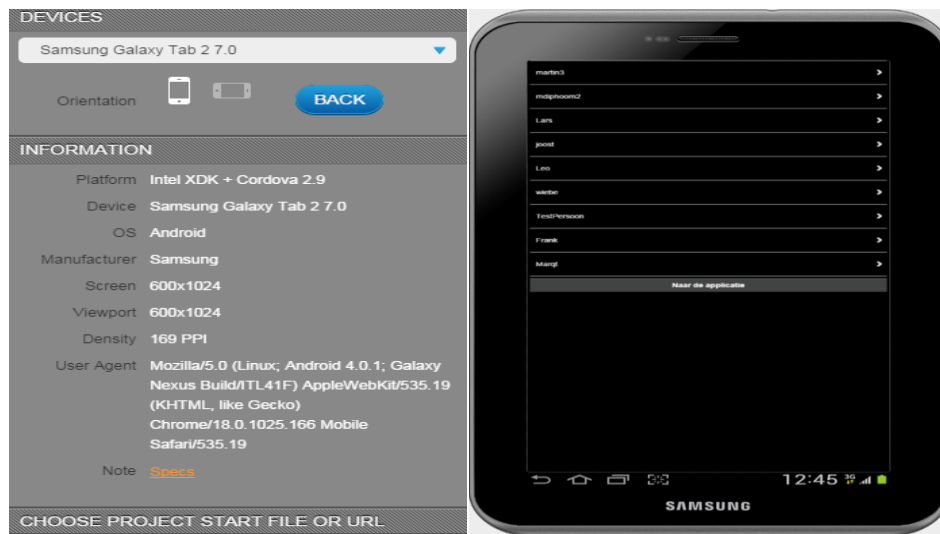 DEVICES
Samsung Galaxy Tab 2 7.0
Orientation
BACK
INFORMATION
Platform Intel XDK + Cordova 2.9
Device Samsung Galaxy Tab 2 7.0
OS Android
Manufacturer Samsung
Screen 600x1024
Viewport 600x1024
Density 169 PPI
User Agent Mozilla/5.0 (Linux; Android 4.0.1; Galaxy
Nexus Build/ITL41F) AppleWebKit/535.19
(KHTML, like Gecko)
Chrome/18.0.1025.166 Mobile
Safari/535.19
Note Specs
CHOOSE PROJECT START FILE OR URL
martin3
mdiphoom2
Lars
joost
Leo
wiebe
TestPersoon
Frank
Naar de applicatie
12:45 3G
SAMSUNG